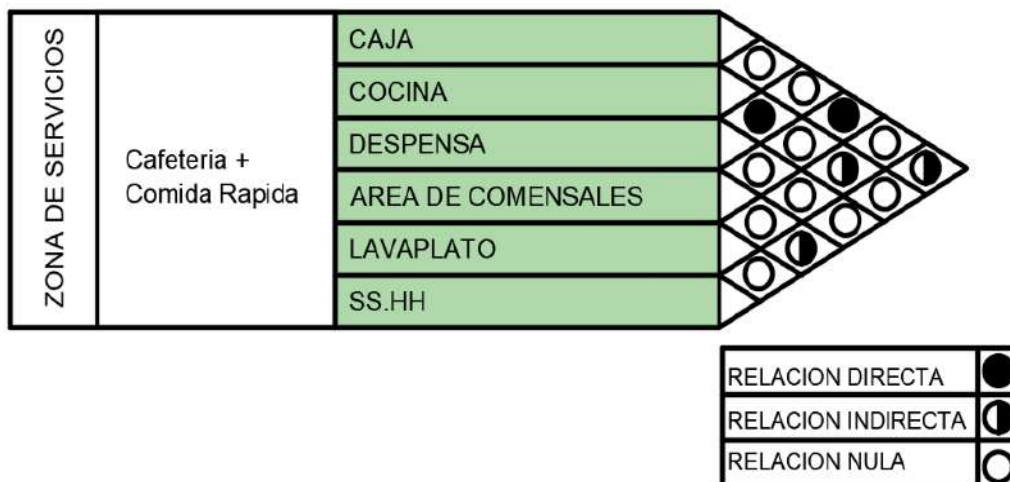 ZONA DE SERVICIOS
Cafeteria +
Comida Rapida
CAJA
COCINA
DESPENSA
AREA DE COMENSALES
LAVAPLATO
SS.HH
RELACION DIRECTA
RELACION INDIRECTA
RELACION NULA